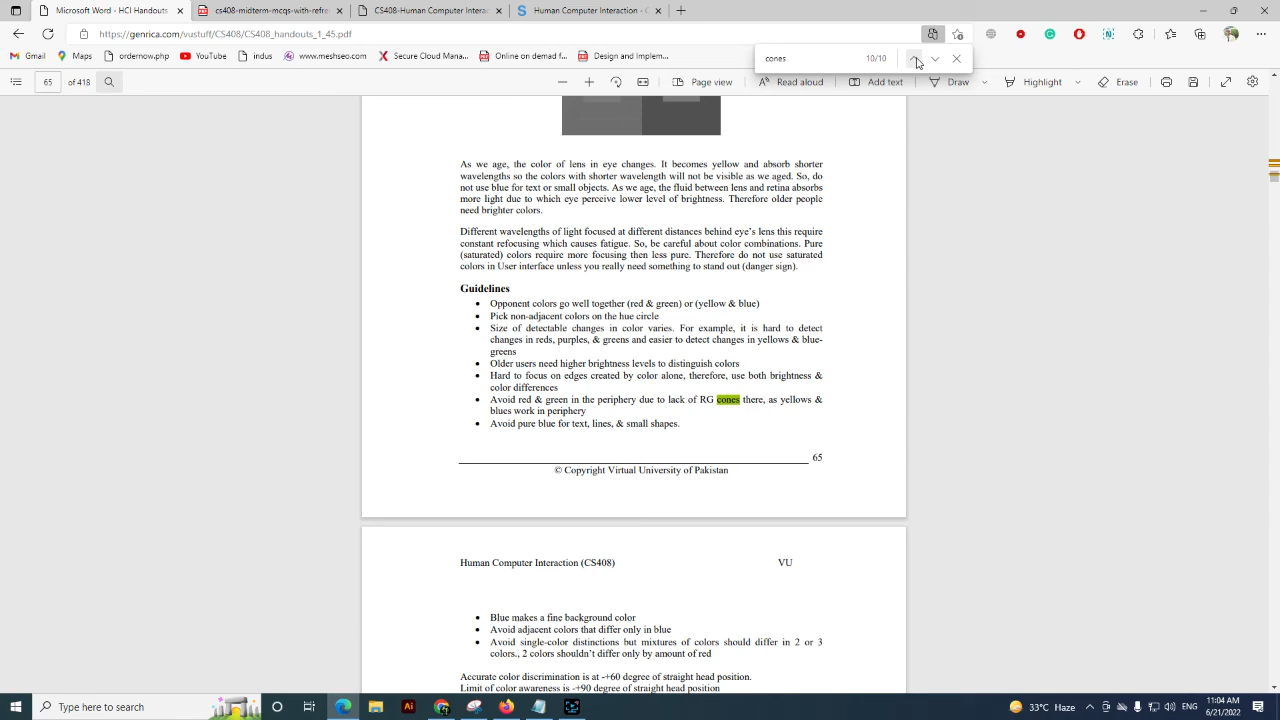 Microsoft Word - HCI Handouts
cs408-midterm-mcqs-with-refre
CS408-Human Computer Interac
CS408-Human Computer Interac
https://genrica.com/vustuff/CS408/CS408_handouts_1_45.pdf
Gmail
Maps
ordernow.php
YouTube
indus
www.meshseo.com
Secure Cloud Mana...
Online on demad f...
Design and Implem...
cones
10/10
65
of 418
Page view
Read aloud
Add text
Draw
Highlight
Erase
As we age, the color of lens in eye changes. It becomes yellow and absorb shorter
wavelengths so the colors with shorter wavelength will not be visible as we aged. So, do
not use blue for text or small objects. As we age, the fluid between lens and retina absorbs
more light due to which eye perceive lower level of brightness. Therefore older people
need brighter colors.
Different wavelengths of light focused at different distances behind eye's lens this require
constant refocusing which causes fatigue. So, be careful about color combinations. Pure
(saturated) colors require more focusing then less pure. Therefore do not use saturated
colors in User interface unless you really need something to stand out (danger sign).
Guidelines
• Opponent colors go well together (red & green) or (yellow & blue)
• Pick non-adjacent colors on the hue circle
• Size of detectable changes in color varies. For example, it is hard to detect
changes in reds, purples, & greens and easier to detect changes in yellows & blue-
greens
• Older users need higher brightness levels to distinguish colors
• Hard to focus on edges created by color alone, therefore, use both brightness &
color differences
• Avoid red & green in the periphery due to lack of RG cones there, as yellows &
blues work in periphery
• Avoid pure blue for text, lines, & small shapes.
65
© Copyright Virtual University of Pakistan
Human Computer Interaction (CS408) VU
• Blue makes a fine background color
• Avoid adjacent colors that differ only in blue
• Avoid single-color distinctions but mixtures of colors should differ in 2 or 3
colors., 2 colors shouldn't differ only by amount of red
Accurate color discrimination is at -+60 degree of straight head position.
Limit of color awareness is -+90 degree of straight head position
Type here to search
33°C Haze
ENG
11:04 AM
6/21/2022